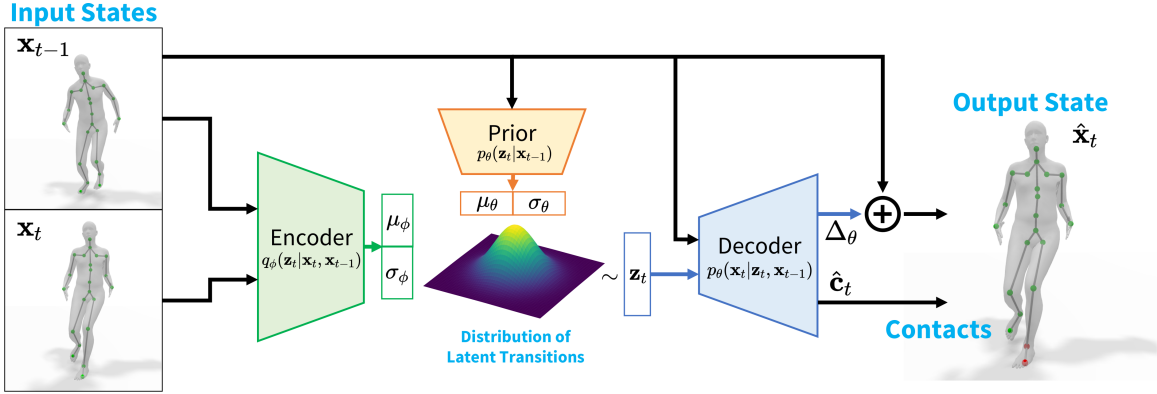 Input States
x_{t−1}
x_t
Encoder
q_ϕ(z_t|x_t, x_{t−1})
μ_ϕ
σ_ϕ
Prior
p_θ(z_t|x_{t−1})
μ_θ σ_θ
Distribution of
Latent Transitions
∼ z_t
Decoder
p_θ(x_t|z_t, x_{t−1})
Δ_θ
+
ĉ_t
Contacts
Output State
x̂_t